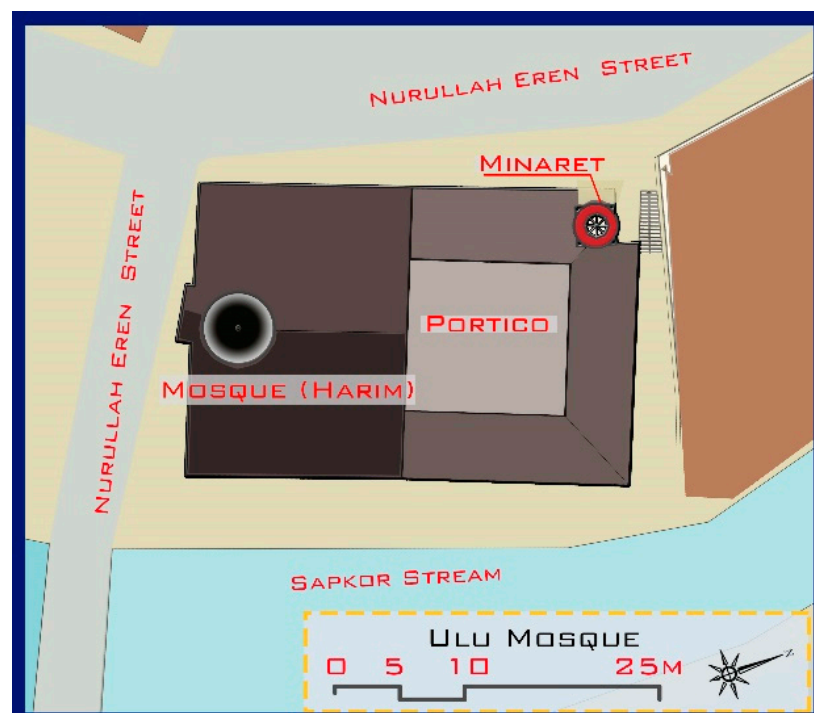 NURULLAH EREN STREET
MINARET
NURULLAH EREN STREET
PORTICO
MOSQUE (HARIM)
SAPKOR STREAM
ULU MOSQUE
0 5 10 25M
N